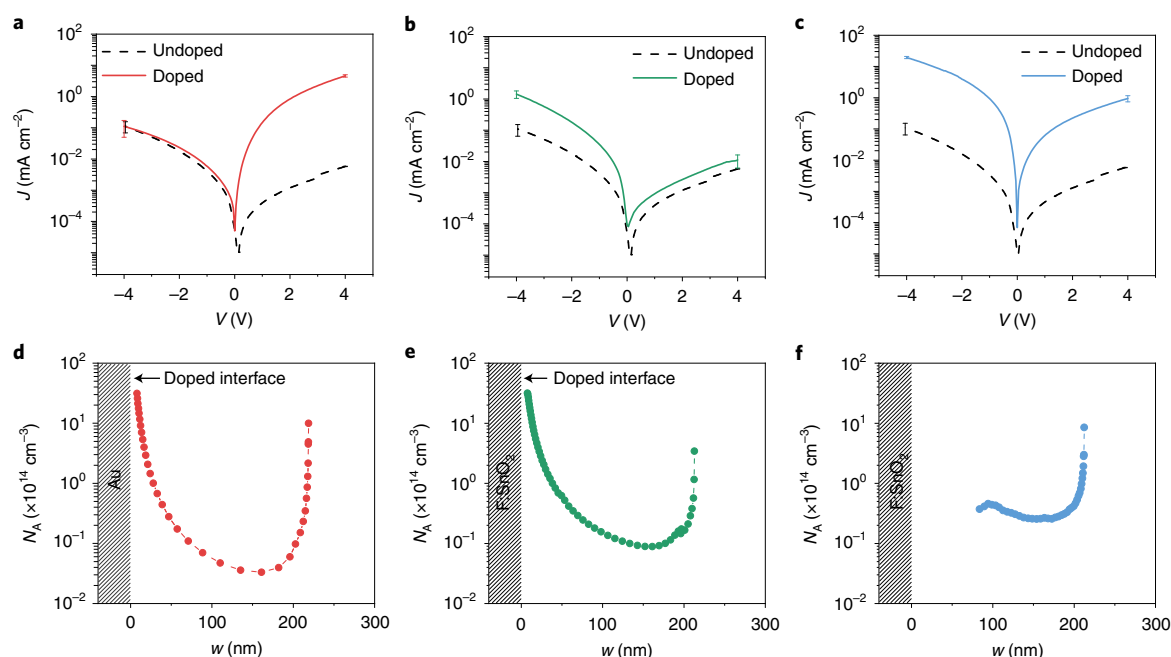 a
b
c
Undoped
Doped
Undoped
Doped
Undoped
Doped
10²
10⁰
10⁻²
10⁻⁴
J (mA cm⁻²)
−4
−2
0
2
4
V (V)
10²
10⁰
10⁻²
10⁻⁴
J (mA cm⁻²)
−4
−2
0
2
4
V (V)
10²
10⁰
10⁻²
10⁻⁴
J (mA cm⁻²)
−4
−2
0
2
4
V (V)
d
e
f
10²
10¹
10⁰
10⁻¹
10⁻²
N_A (×10¹⁴ cm⁻³)
Au
Doped interface
0
100
200
300
w (nm)
10²
10¹
10⁰
10⁻¹
10⁻²
N_A (×10¹⁴ cm⁻³)
F:SnO₂
Doped interface
0
100
200
300
w (nm)
10²
10¹
10⁰
10⁻¹
10⁻²
N_A (×10¹⁴ cm⁻³)
F:SnO₂
0
100
200
300
w (nm)